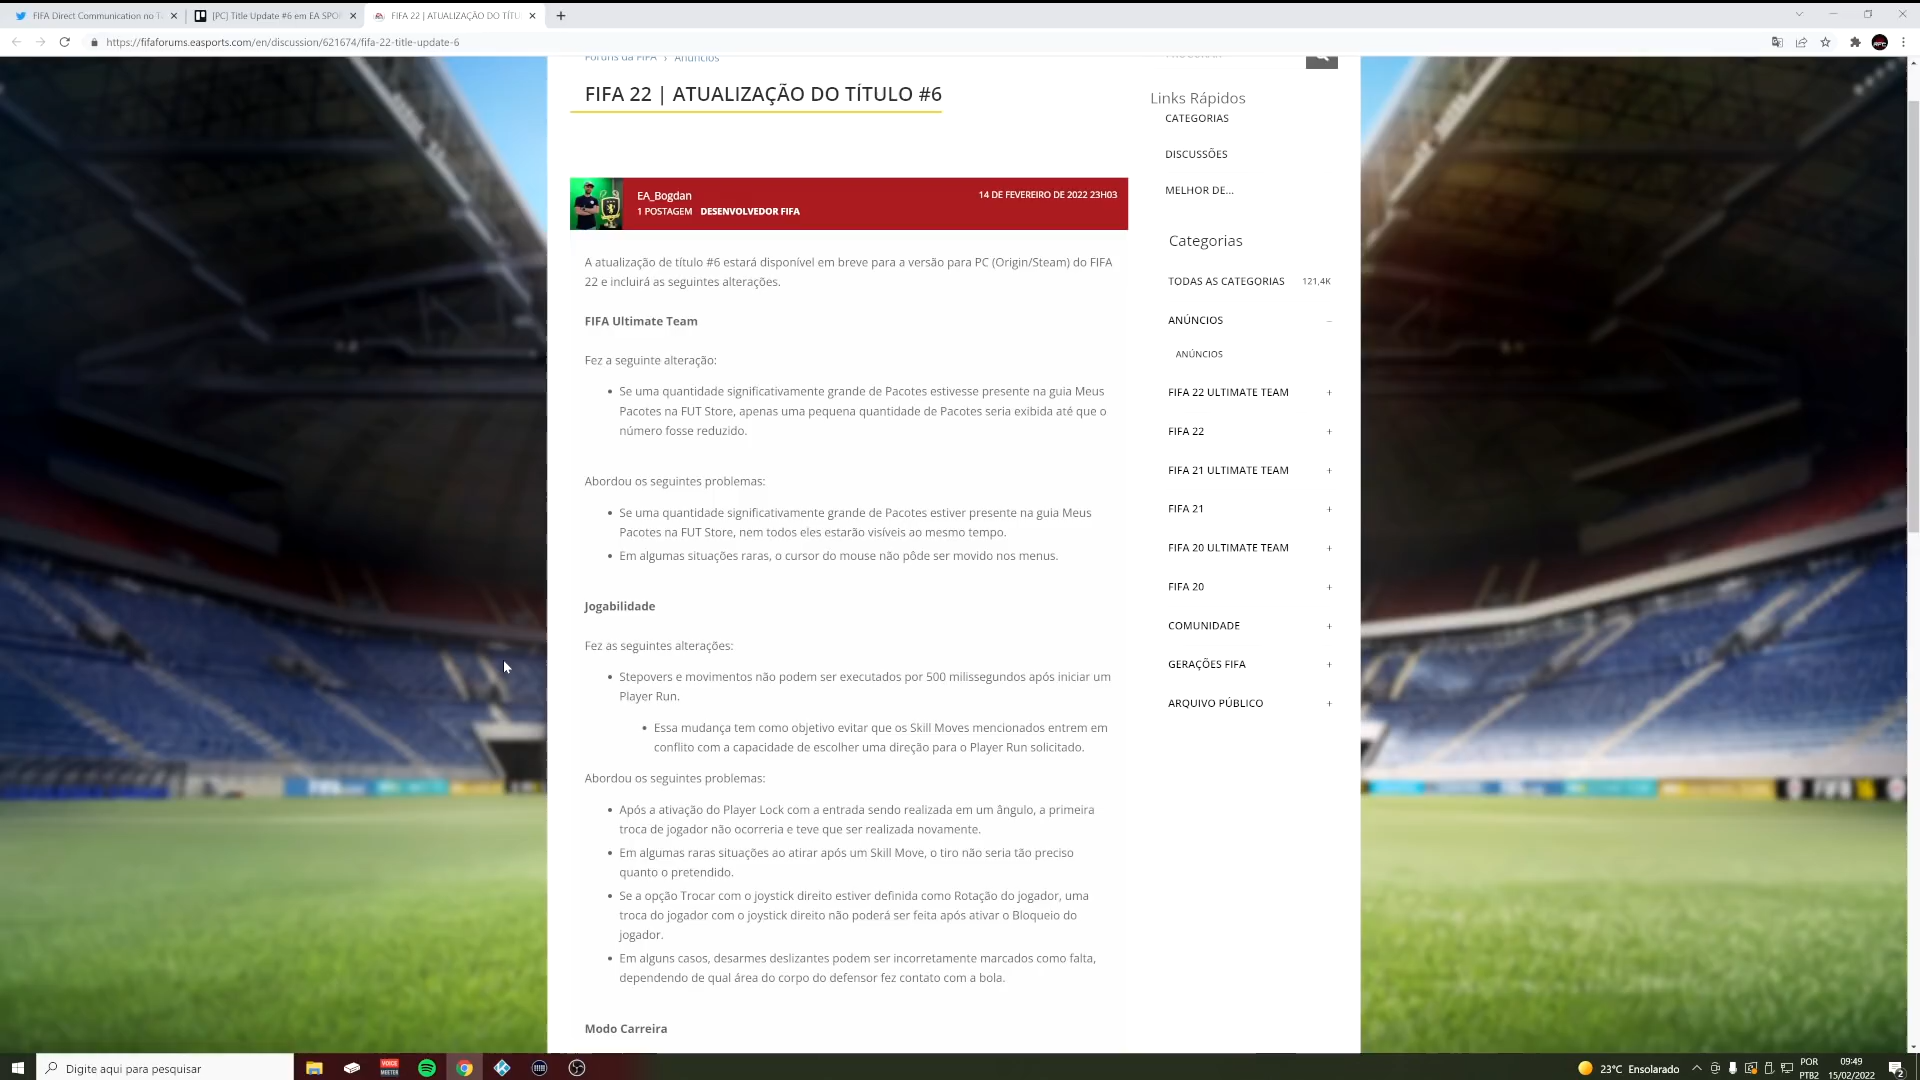 FIFA Direct Communication no T
[PC] Title Update #6 em EA SPO
FIFA 22 | ATUALIZAÇÃO DO TÍTU
https://fifaforums.easports.com/en/discussion/621674/fifa-22-title-update-6
Fóruns da FIFA › Anúncios
FIFA 22 | ATUALIZAÇÃO DO TÍTULO #6
EA_Bogdan
1 POSTAGEM DESENVOLVEDOR FIFA
14 DE FEVEREIRO DE 2022 23H03
A atualização de título #6 estará disponível em breve para a versão para PC (Origin/Steam) do FIFA
22 e incluirá as seguintes alterações.
FIFA Ultimate Team
Fez a seguinte alteração:
Se uma quantidade significativamente grande de Pacotes estivesse presente na guia Meus
Pacotes na FUT Store, apenas uma pequena quantidade de Pacotes seria exibida até que o
número fosse reduzido.
Abordou os seguintes problemas:
Se uma quantidade significativamente grande de Pacotes estiver presente na guia Meus
Pacotes na FUT Store, nem todos eles estarão visíveis ao mesmo tempo.
Em algumas situações raras, o cursor do mouse não pôde ser movido nos menus.
Jogabilidade
Fez as seguintes alterações:
Stepovers e movimentos não podem ser executados por 500 milissegundos após iniciar um
Player Run.
Essa mudança tem como objetivo evitar que os Skill Moves mencionados entrem em
conflito com a capacidade de escolher uma direção para o Player Run solicitado.
Abordou os seguintes problemas:
Após a ativação do Player Lock com a entrada sendo realizada em um ângulo, a primeira
troca de jogador não ocorreria e teve que ser realizada novamente.
Em algumas raras situações ao atirar após um Skill Move, o tiro não seria tão preciso
quanto o pretendido.
Se a opção Trocar com o joystick direito estiver definida como Rotação do jogador, uma
troca do jogador com o joystick direito não poderá ser feita após ativar o Bloqueio do
jogador.
Em alguns casos, desarmes deslizantes podem ser incorretamente marcados como falta,
dependendo de qual área do corpo do defensor fez contato com a bola.
Modo Carreira
Links Rápidos
CATEGORIAS
DISCUSSÕES
MELHOR DE...
Categorias
TODAS AS CATEGORIAS 121,4K
ANÚNCIOS –
ANÚNCIOS
FIFA 22 ULTIMATE TEAM +
FIFA 22 +
FIFA 21 ULTIMATE TEAM +
FIFA 21 +
FIFA 20 ULTIMATE TEAM +
FIFA 20 +
COMUNIDADE +
GERAÇÕES FIFA +
ARQUIVO PÚBLICO +
Digite aqui para pesquisar
23°C Ensolarado
POR
PTB2
09:49
15/02/2022
2